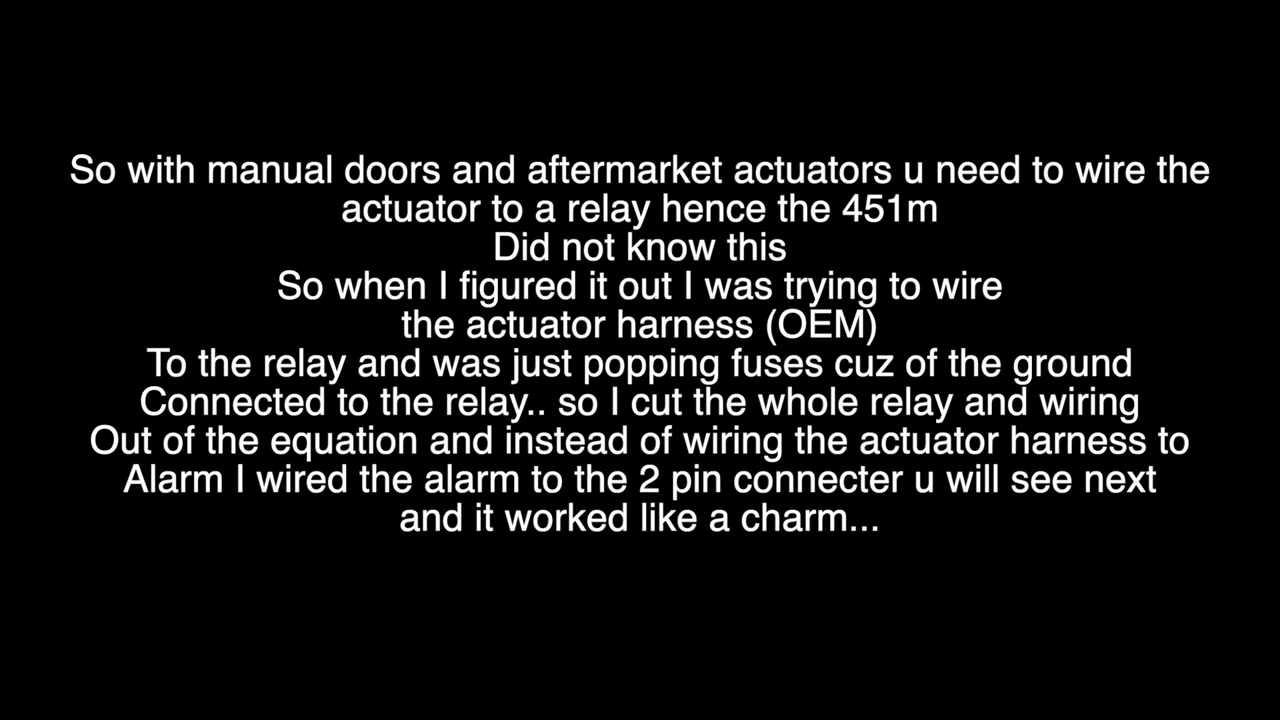 So with manual doors and aftermarket actuators u need to wire the
actuator to a relay hence the 451m
Did not know this
So when I figured it out I was trying to wire
the actuator harness (OEM)
To the relay and was just popping fuses cuz of the ground
Connected to the relay.. so I cut the whole relay and wiring
Out of the equation and instead of wiring the actuator harness to
Alarm I wired the alarm to the 2 pin connecter u will see next
and it worked like a charm...